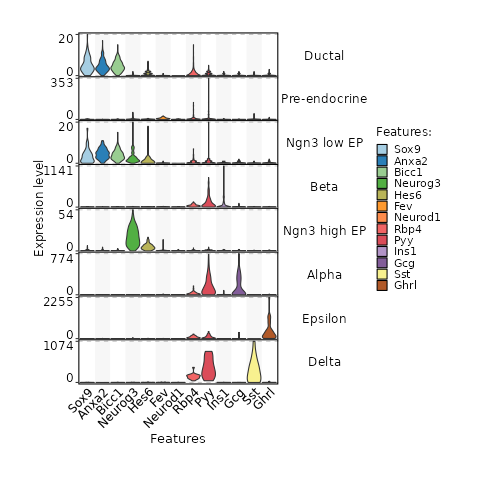 20
0
Ductal
353
0
Pre-endocrine
20
0
Ngn3 low EP
1141
0
Beta
54
0
Ngn3 high EP
774
0
Alpha
2255
0
Epsilon
1074
0
Delta
Expression level
Sox9
Anxa2
Bicc1
Neurog3
Hes6
Fev
Neurod1
Rbp4
Pyy
Ins1
Gcg
Sst
Ghrl
Features
Features:
Sox9
Anxa2
Bicc1
Neurog3
Hes6
Fev
Neurod1
Rbp4
Pyy
Ins1
Gcg
Sst
Ghrl